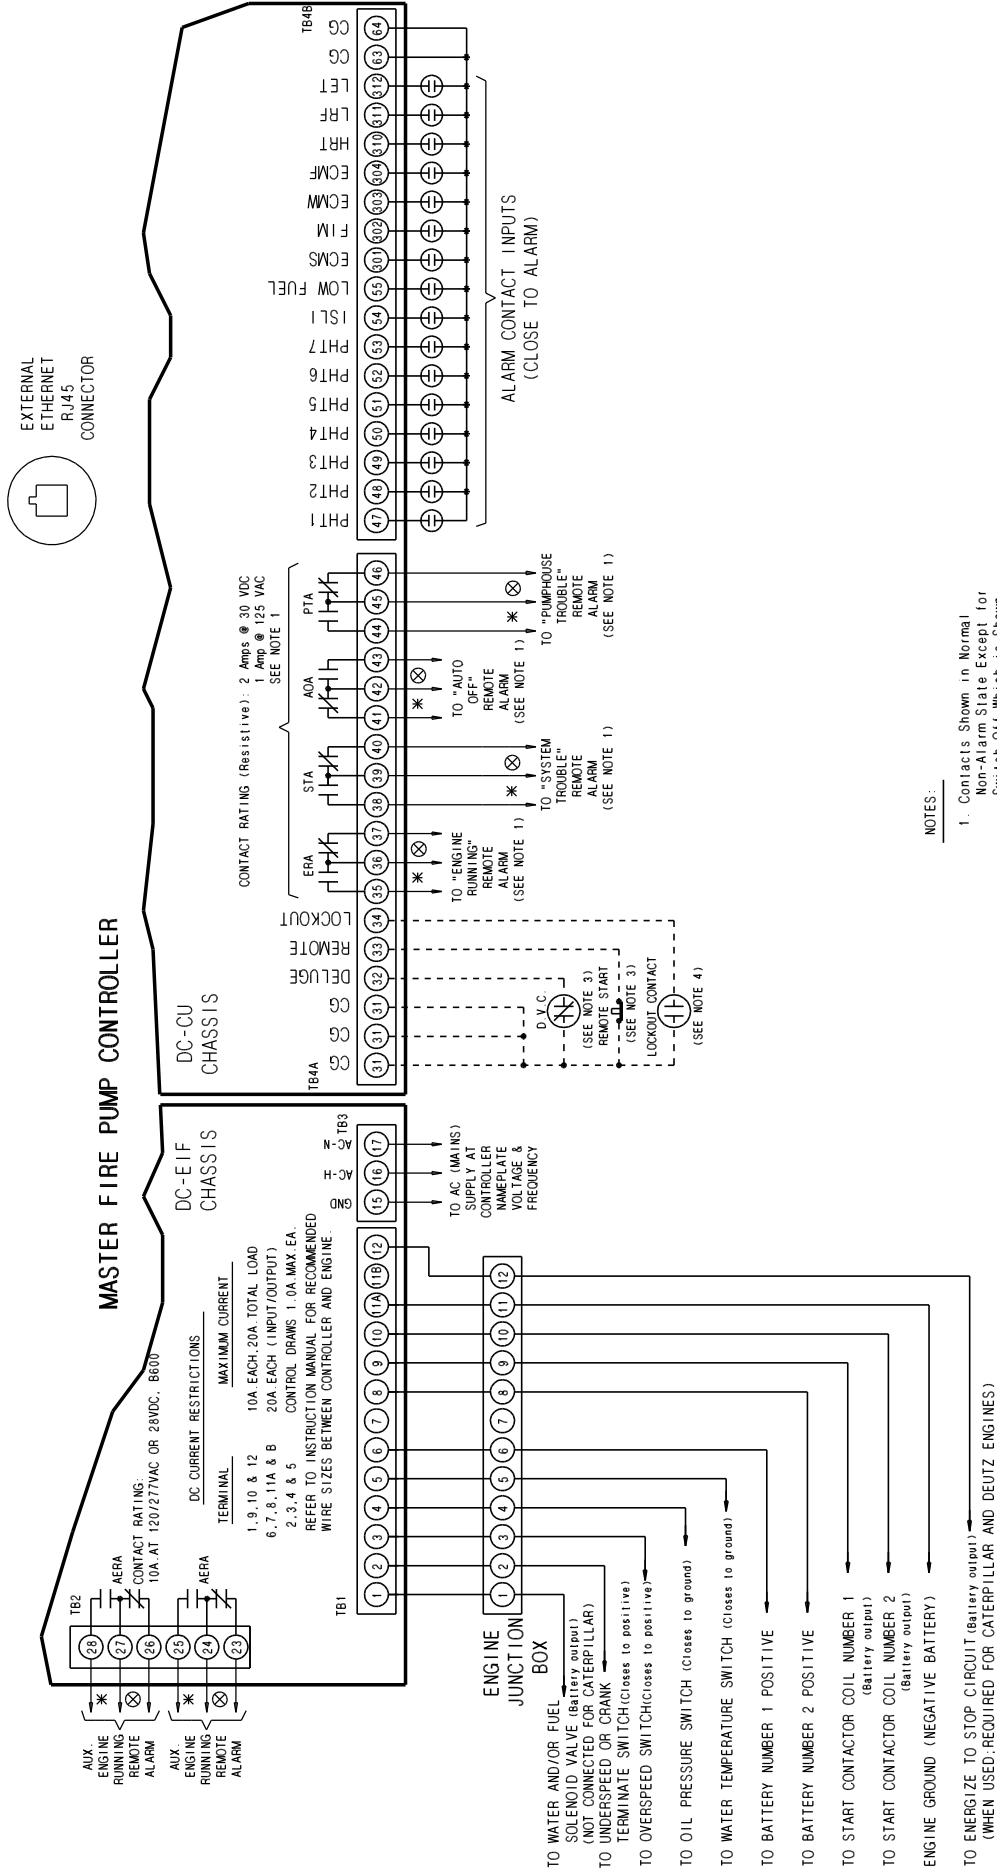 MASTER FIRE PUMP CONTROLLER
EXTERNAL
ETHERNET
RJ45
CONNECTOR
DC-EIF
CHASSIS
DC-CU
CHASSIS
TB2
28
27
26
25
24
23
AERA
AERA
CONTACT RATING:
10A.AT 120/277VAC OR 28VDC, B600
AUX.
ENGINE
RUNNING
REMOTE
ALARM
AUX.
ENGINE
RUNNING
REMOTE
ALARM
DC CURRENT RESTRICTIONS
TERMINAL MAXIMUM CURRENT
1,9,10 & 12 10A.EACH,20A.TOTAL LOAD
6,7,8,11A & B 20A.EACH (INPUT/OUTPUT)
2,3,4 & 5 CONTROL DRAWS 1.0A.MAX.EA.
REFER TO INSTRUCTION MANUAL FOR RECOMMENDED
WIRE SIZES BETWEEN CONTROLLER AND ENGINE.
TB1
1 2 3 4 5 6 7 8 9 10 11A 11B 12
TB3
GND AC-H AC-N
15 16 17
TO AC (MAINS)
SUPPLY AT
CONTROLLER
NAMEPLATE
VOLTAGE &
FREQUENCY
ENGINE
JUNCTION
BOX
1 2 3 4 5 6 7 8 9 10 11 12
TO WATER AND/OR FUEL
SOLENOID VALVE (Battery output)
(NOT CONNECTED FOR CATERPILLAR)
TO UNDERSPEED OR CRANK
TERMINATE SWITCH(Closes to positive)
TO OVERSPEED SWITCH(Closes to positive)
TO OIL PRESSURE SWITCH (Closes to ground)
TO WATER TEMPERATURE SWITCH (Closes to ground)
TO BATTERY NUMBER 1 POSITIVE
TO BATTERY NUMBER 2 POSITIVE
TO START CONTACTOR COIL NUMBER 1
(Battery output)
TO START CONTACTOR COIL NUMBER 2
(Battery output)
ENGINE GROUND (NEGATIVE BATTERY)
TO ENERGIZE TO STOP CIRCUIT (Battery output)
(WHEN USED;REQUIRED FOR CATERPILLAR AND DEUTZ ENGINES)
TB4A
CG CG CG DELUGE REMOTE LOCKOUT
31 31 31 32 33 34 35 36 37 38 39 40 41 42 43 44 45 46
ERA STA AOA PTA
CONTACT RATING (Resistive): 2 Amps @ 30 VDC
1 Amp @ 125 VAC
SEE NOTE 1
D.V.C.
(SEE NOTE 3)
REMOTE START
(SEE NOTE 3)
LOCKOUT CONTACT
(SEE NOTE 4)
TO "ENGINE
RUNNING"
REMOTE
ALARM
(SEE NOTE 1)
TO "SYSTEM
TROUBLE"
REMOTE
ALARM
(SEE NOTE 1)
TO "AUTO
OFF"
REMOTE
ALARM
(SEE NOTE 1)
TO "PUMPHOUSE
TROUBLE"
REMOTE
ALARM
(SEE NOTE 1)
TB4B
PHT1 PHT2 PHT3 PHT4 PHT5 PHT6 PHT7 ISLI LOW FUEL ECMS FIM ECMW ECMF HRT LRF LET CG CG
47 48 49 50 51 52 53 54 55 301 302 303 304 310 311 312 63 64
ALARM CONTACT INPUTS
(CLOSE TO ALARM)
NOTES:
1. Contacts Shown in Normal
Non-Alarm State Except for
Switch Off Which is Shown